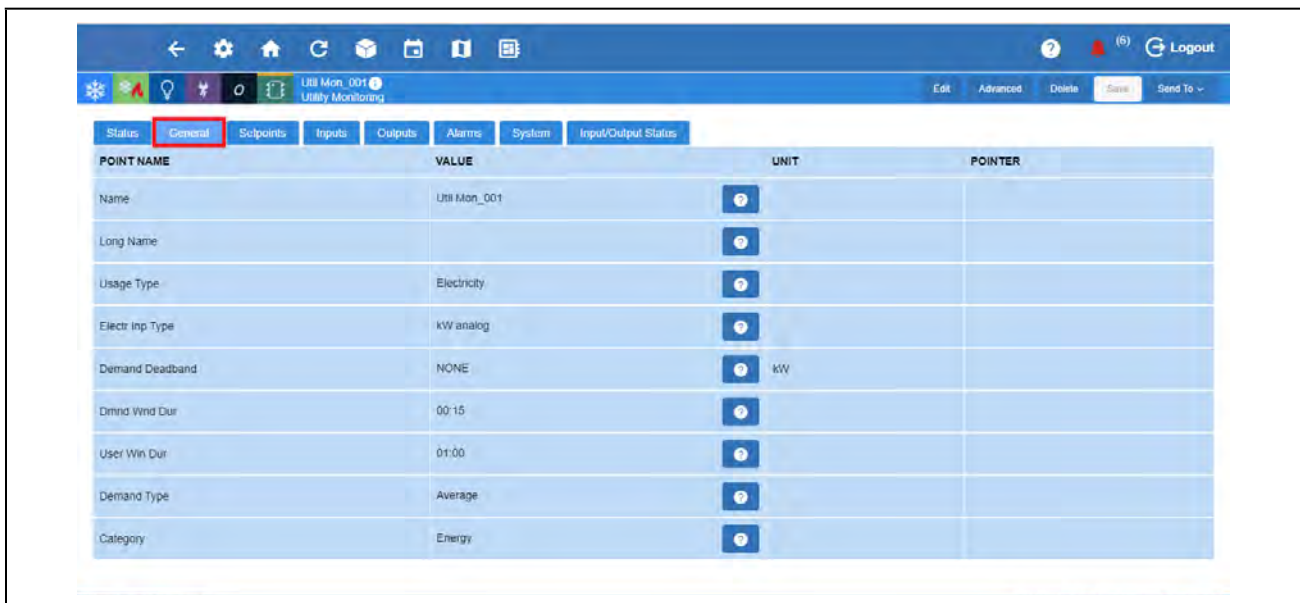 (6) Logout
o Util Mon_001
Utility Monitoring
Edit Advanced Delete Save Send To
Status General Setpoints Inputs Outputs Alarms System Input/Output Status
POINT NAME VALUE UNIT POINTER
Name Util Mon_001 ?
Long Name ?
Usage Type Electricity ?
Electr Inp Type kW analog ?
Demand Deadband NONE ? kW
Dmnd Wnd Dur 00:15 ?
User Win Dur 01:00 ?
Demand Type Average ?
Category Energy ?